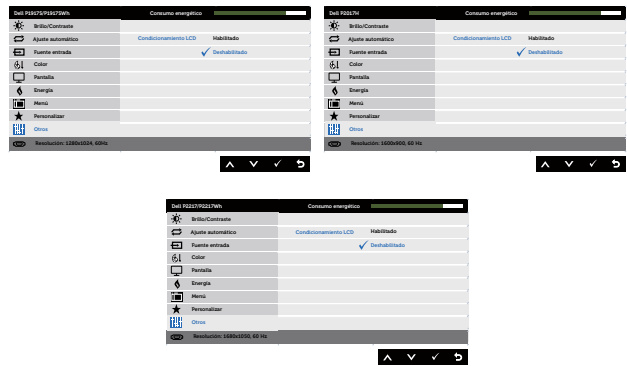 Dell P1917S/P1917SWh Consumo energético
Brillo/Contraste
Ajuste automático Condicionamiento LCD Habilitado
Fuente entrada Deshabilitado
Color
Pantalla
Energía
Menú
Personalizar
Otros
Resolución: 1280x1024, 60Hz
Dell P2017H Consumo energético
Brillo/Contraste
Ajuste automático Condicionamiento LCD Habilitado
Fuente entrada Deshabilitado
Color
Pantalla
Energía
Menú
Personalizar
Otros
Resolución: 1600x900, 60 Hz
Dell P2217/P2217Wh Consumo energético
Brillo/Contraste
Ajuste automático Condicionamiento LCD Habilitado
Fuente entrada Deshabilitado
Color
Pantalla
Energía
Menú
Personalizar
Otros
Resolución: 1680x1050, 60 Hz